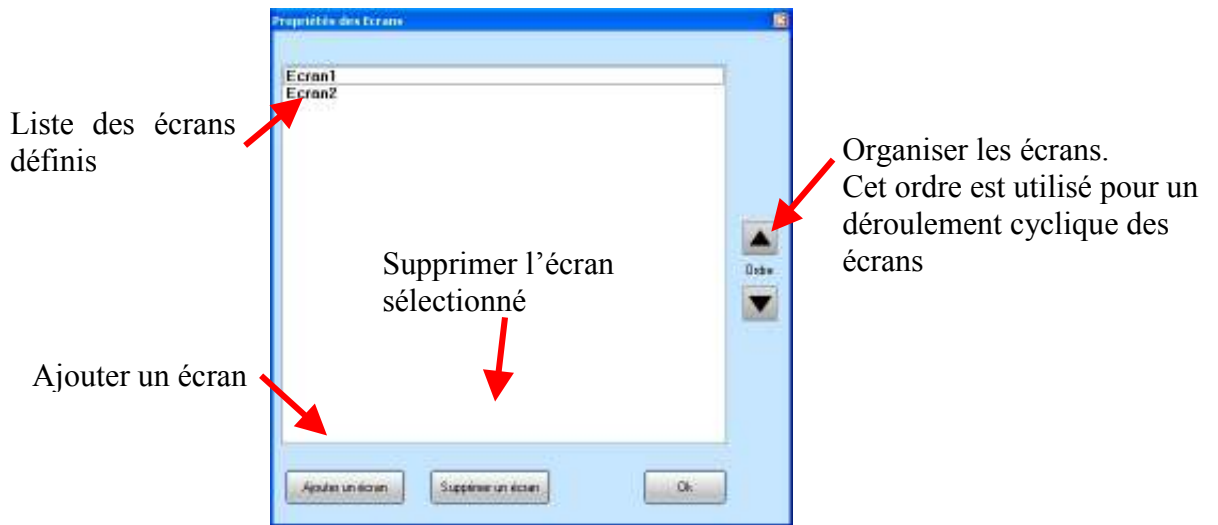 Propriétés des Ecrans
Ecran1
Ecran2
Liste des écrans
définis
Organiser les écrans.
Cet ordre est utilisé pour un
déroulement cyclique des
écrans
Supprimer l’écran
sélectionné
Ordre
Ajouter un écran
Ajouter un écran
Supprimer un écran
Ok